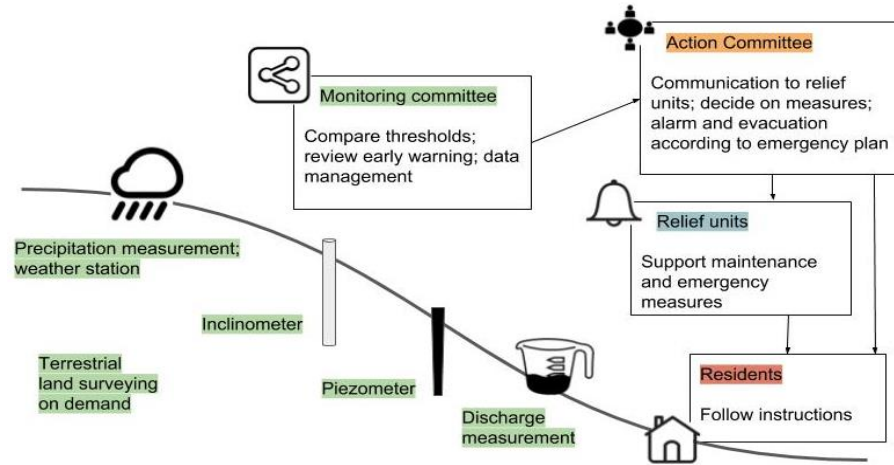 Action Committee
Communication to relief
units; decide on measures;
alarm and evacuation
according to emergency plan
Monitoring committee
Compare thresholds;
review early warning; data
management
Relief units
Support maintenance
and emergency
measures
Precipitation measurement;
weather station
Inclinometer
Terrestrial
land surveying
on demand
Piezometer
Discharge
measurement
Residents
Follow instructions